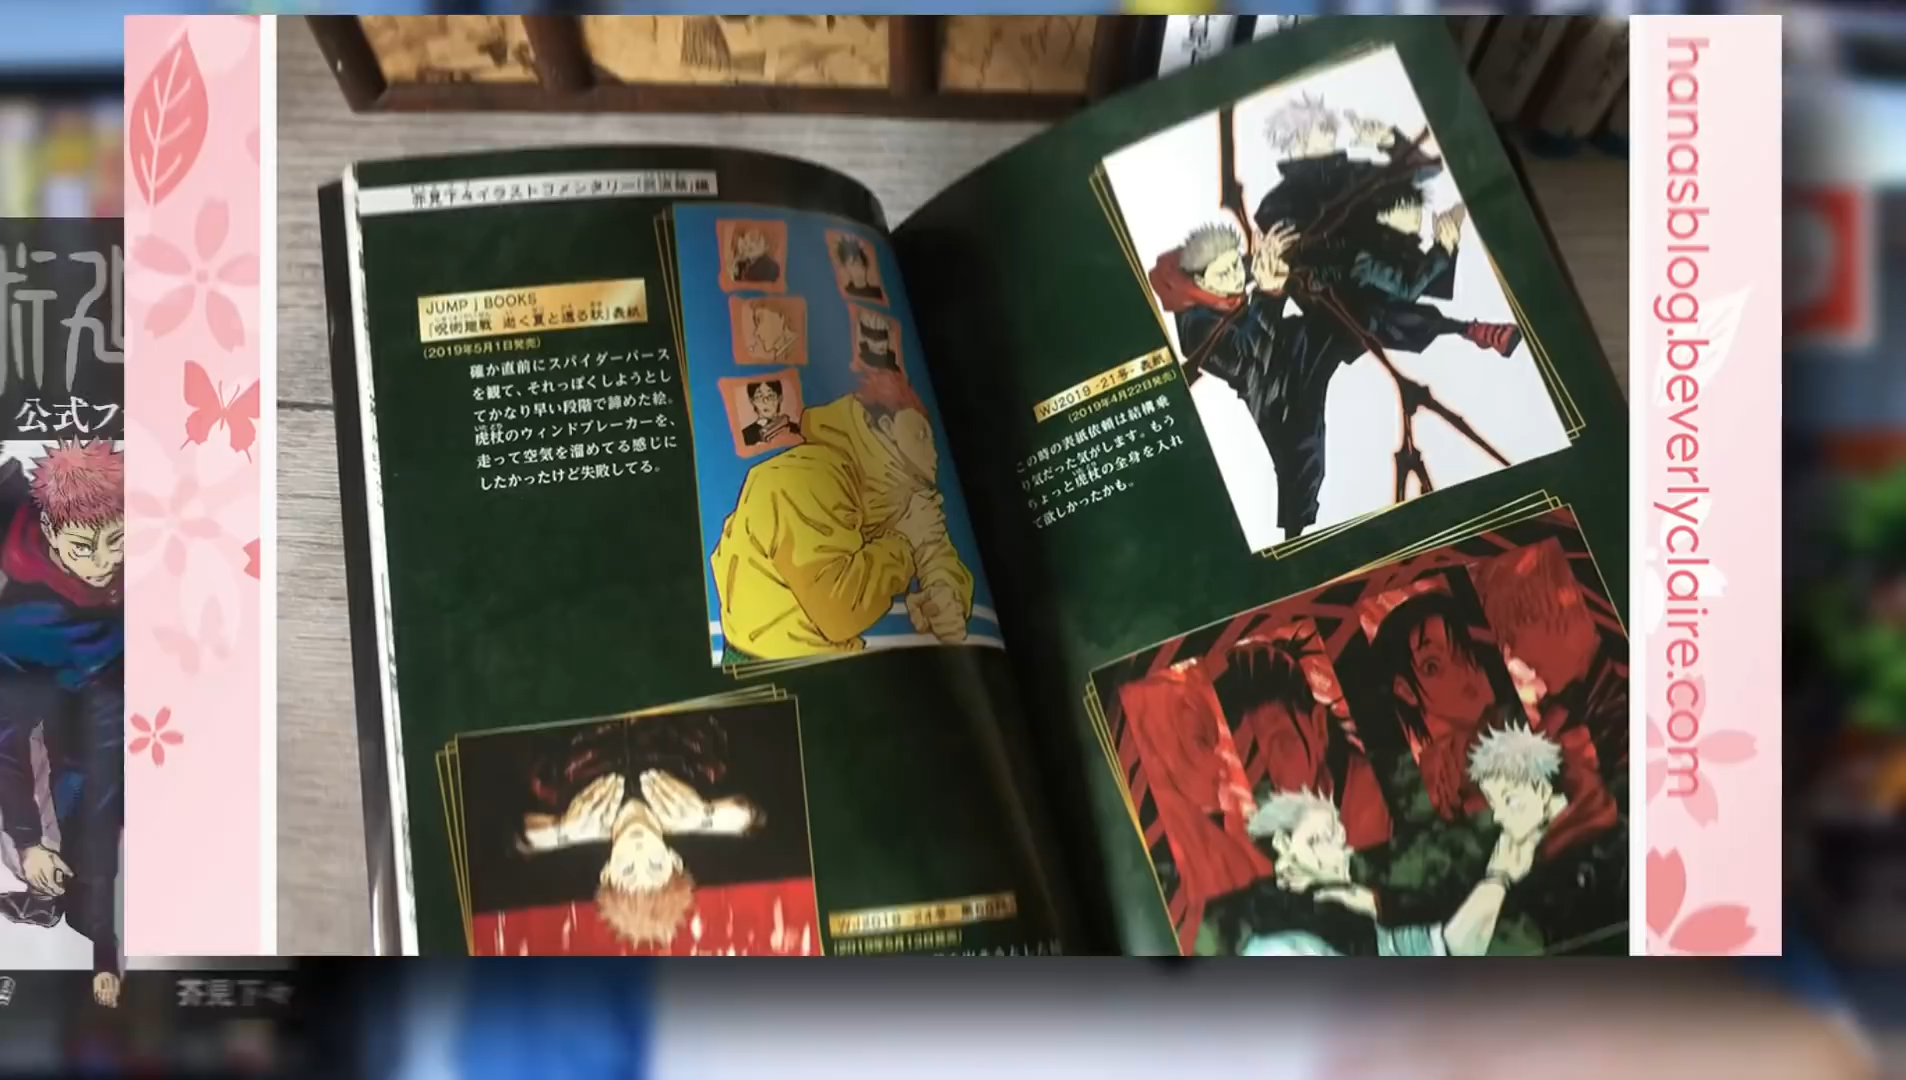 芥見下々イラストコメンタリー「呪術廻戦」編
JUMP j BOOKS
「呪術廻戦 逝く夏と還る秋」表紙
(2019年5月1日発売)
確か直前にスパイダーバース
を観て、それっぽくしようとし
てかなり早い段階で諦めた絵。
虎杖のウィンドブレーカーを、
走って空気を溜めてる感じに
したかったけど失敗してる。
WJ2019 -21号- 表紙
(2019年4月22日発売)
この時の表紙依頼は結構乗
り気だった気がします。もう
ちょっと虎杖の全身を入れ
て欲しかったかも。
hanasblog.beverlyclaire.com
公式フ
芥見下々